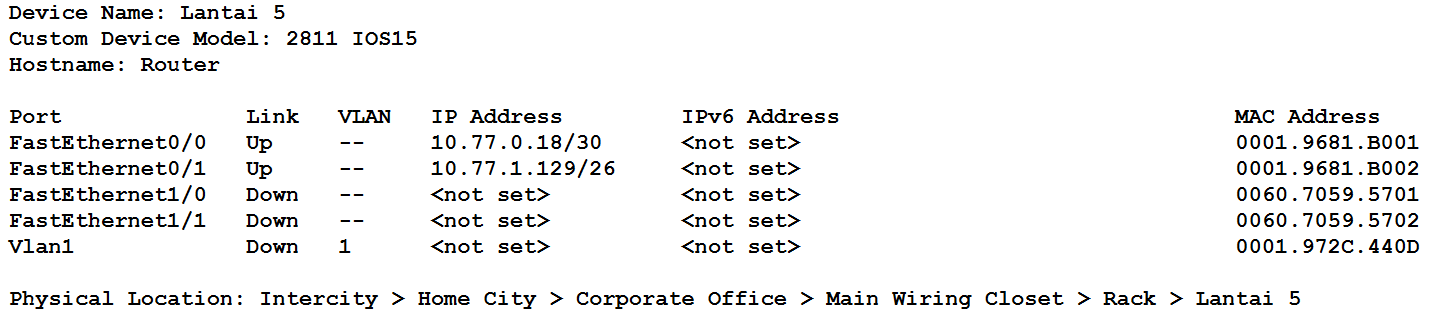 Device Name: Lantai 5
Custom Device Model: 2811 IOS15
Hostname: Router
Port Link VLAN IP Address IPv6 Address MAC Address
FastEthernet0/0 Up -- 10.77.0.18/30 <not set> 0001.9681.B001
FastEthernet0/1 Up -- 10.77.1.129/26 <not set> 0001.9681.B002
FastEthernet1/0 Down -- <not set> <not set> 0060.7059.5701
FastEthernet1/1 Down -- <not set> <not set> 0060.7059.5702
Vlan1 Down 1 <not set> <not set> 0001.972C.440D
Physical Location: Intercity > Home City > Corporate Office > Main Wiring Closet > Rack > Lantai 5